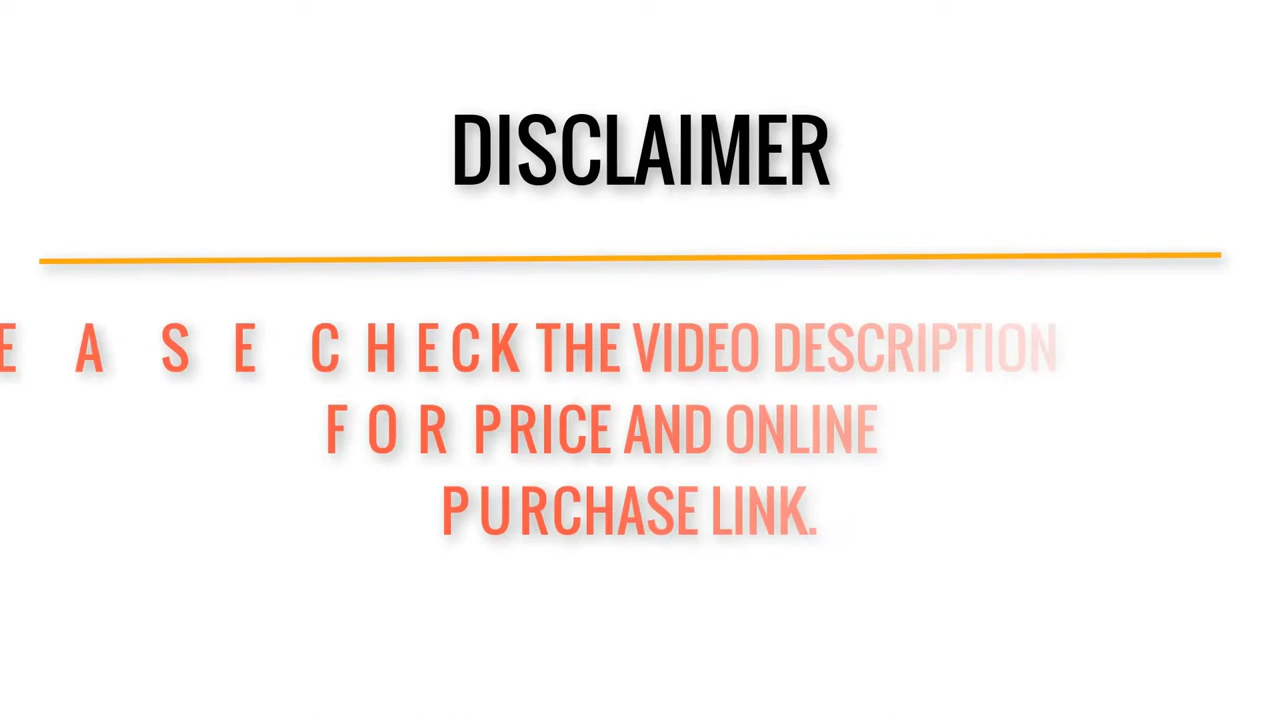 DISCLAIMER
EASE CHECK THE VIDEO DESCRIPTION
FOR PRICE AND ONLINE
PURCHASE LINK.